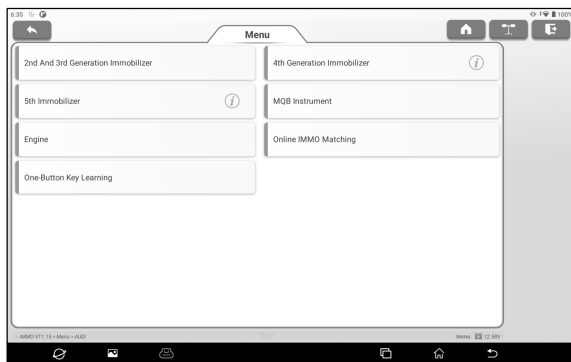 6:30
100%
Menu
2nd And 3rd Generation Immobilizer
4th Generation Immobilizer
5th Immobilizer
MQB Instrument
Engine
Online IMMO Matching
One-Button Key Learning
IMMO V11.15 > Menu > AUDI
Immo 12.58V